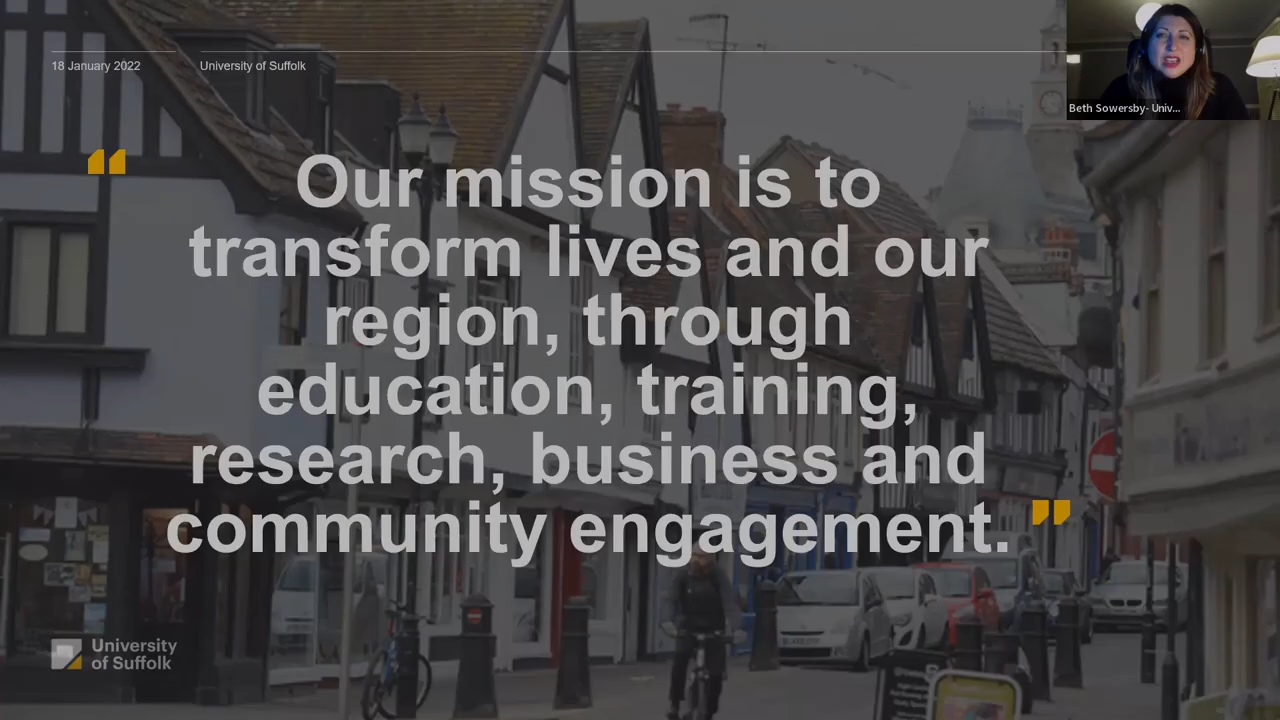 18 January 2022
University of Suffolk
Beth Sowersby- Univ...
“
Our mission is to
transform lives and our
region, through
education, training,
research, business and
community engagement.
”
University
of Suffolk